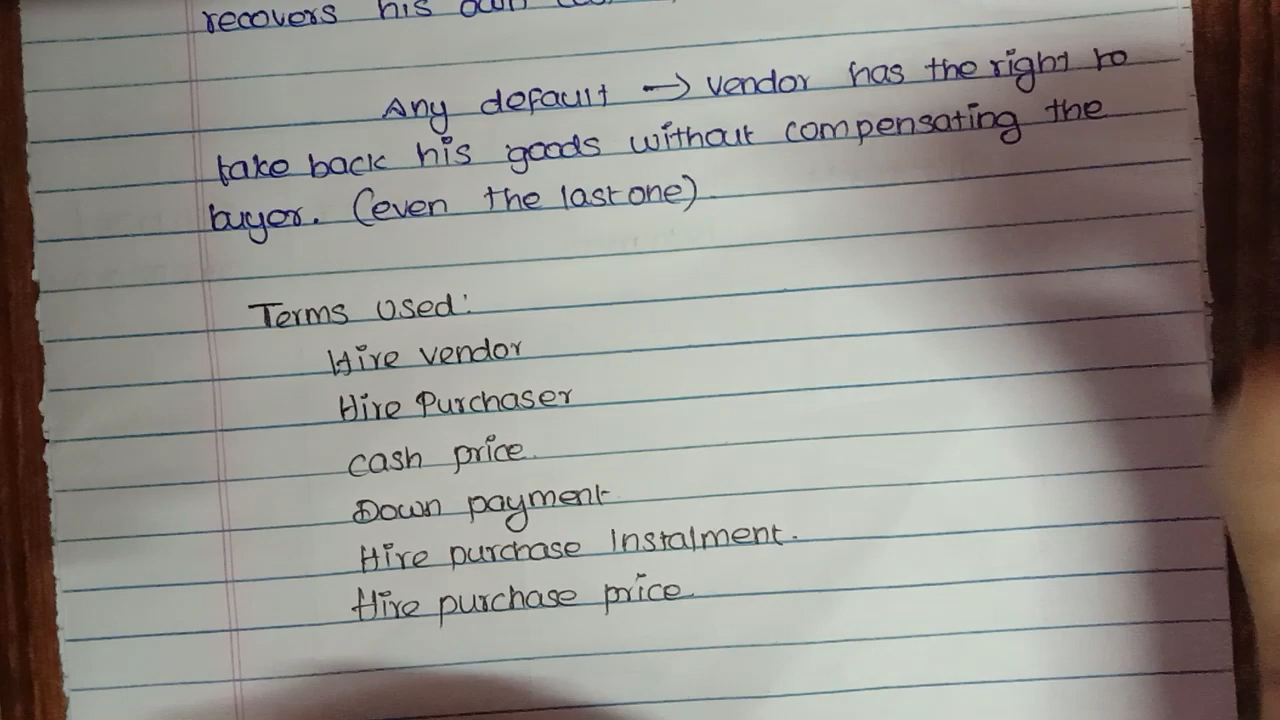 recovers his own
Any default → vendor has the right to
take back his goods without compensating the
buyer. (even the last one)
Terms Used:
Hire vendor
Hire Purchaser
cash price.
Down payment
Hire purchase Instalment.
Hire purchase price.